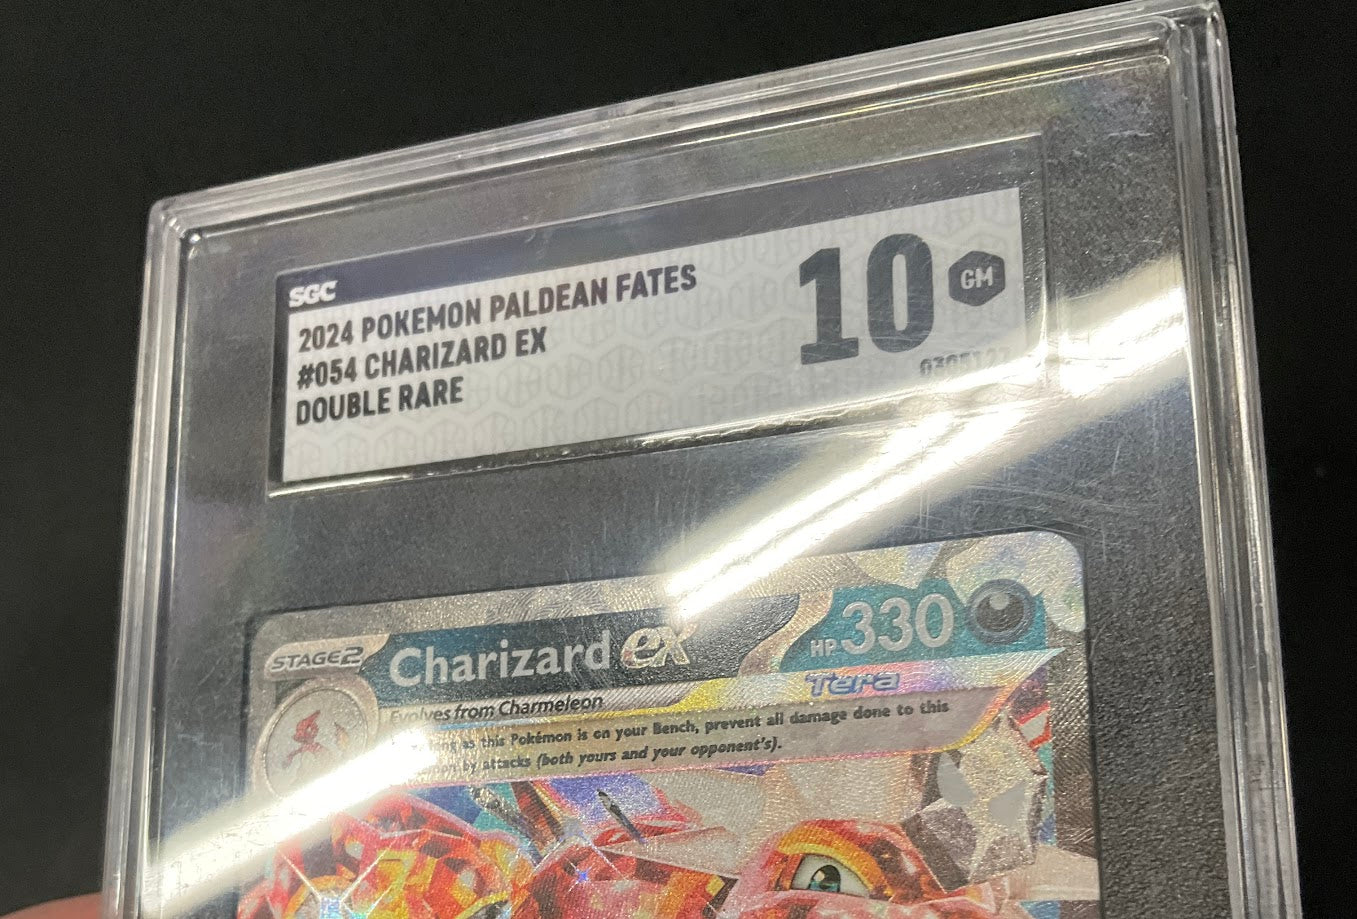 SGC
2024 POKEMON PALDEAN FATES
#054 CHARIZARD EX
DOUBLE RARE
10 GM
STAGE2
Charizard ex
HP 330
Tera
Evolves from Charmeleon
as this Pokémon is on your Bench, prevent all damage done to this
by attacks (both yours and your opponent's).